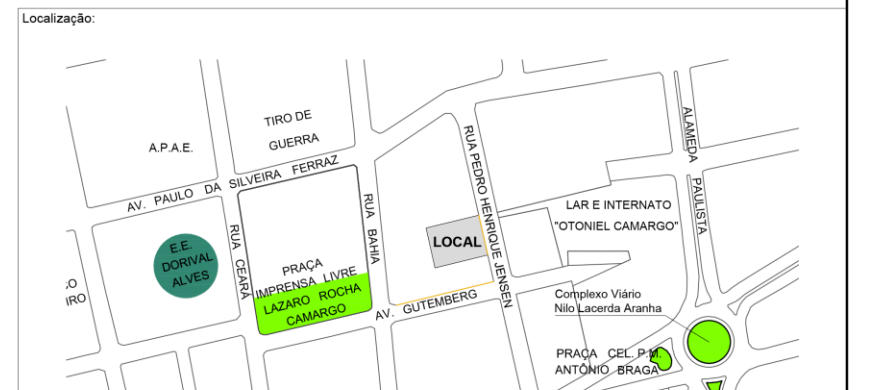 Localização:
TIRO DE
GUERRA
A.P.A.E.
AV. PAULO DA SILVEIRA FERRAZ
RUA PEDRO HENRIQUE JENSEN
ALAMEDA PAULISTA
RUA BAHIA
LAR E INTERNATO
"OTONIEL CAMARGO"
RUA CEARÁ
LOCAL
E.E.
DORIVAL
ALVES
PRAÇA
IMPRENSA LIVRE
LAZARO ROCHA
CAMARGO
AV. GUTEMBERG
CO
IRO
Complexo Viário
Nilo Lacerda Aranha
PRAÇA CEL. P.M.
ANTÔNIO BRAGA